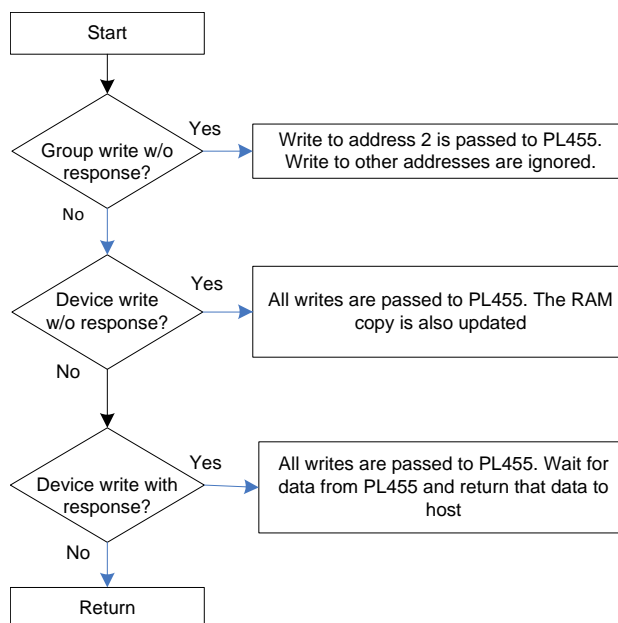 Start
Group write w/o
response?
Yes
Write to address 2 is passed to PL455.
Write to other addresses are ignored.
No
Device write
w/o response?
Yes
All writes are passed to PL455. The RAM
copy is also updated
No
Device write with
response?
Yes
All writes are passed to PL455. Wait for
data from PL455 and return that data to
host
No
Return